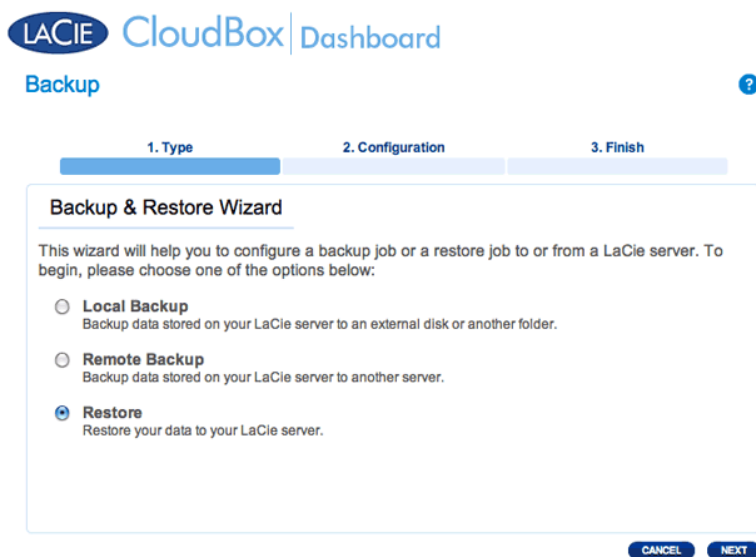 LACIE CloudBox Dashboard
Backup
?
1. Type 2. Configuration 3. Finish
Backup & Restore Wizard
This wizard will help you to configure a backup job or a restore job to or from a LaCie server. To
begin, please choose one of the options below:
Local Backup
Backup data stored on your LaCie server to an external disk or another folder.
Remote Backup
Backup data stored on your LaCie server to another server.
Restore
Restore your data to your LaCie server.
CANCEL NEXT